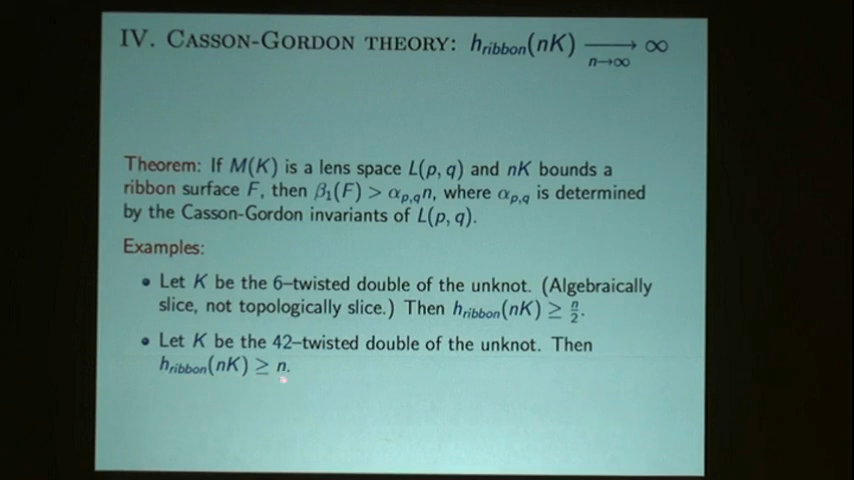 IV. CASSON-GORDON THEORY: h_ribbon(nK) ⟶ ∞
n→∞
Theorem: If M(K) is a lens space L(p, q) and nK bounds a
ribbon surface F, then β₁(F) > α_{p,q}n, where α_{p,q} is determined
by the Casson-Gordon invariants of L(p, q).
Examples:
• Let K be the 6–twisted double of the unknot. (Algebraically
slice, not topologically slice.) Then h_ribbon(nK) ≥ n/2.
• Let K be the 42–twisted double of the unknot. Then
h_ribbon(nK) ≥ n.